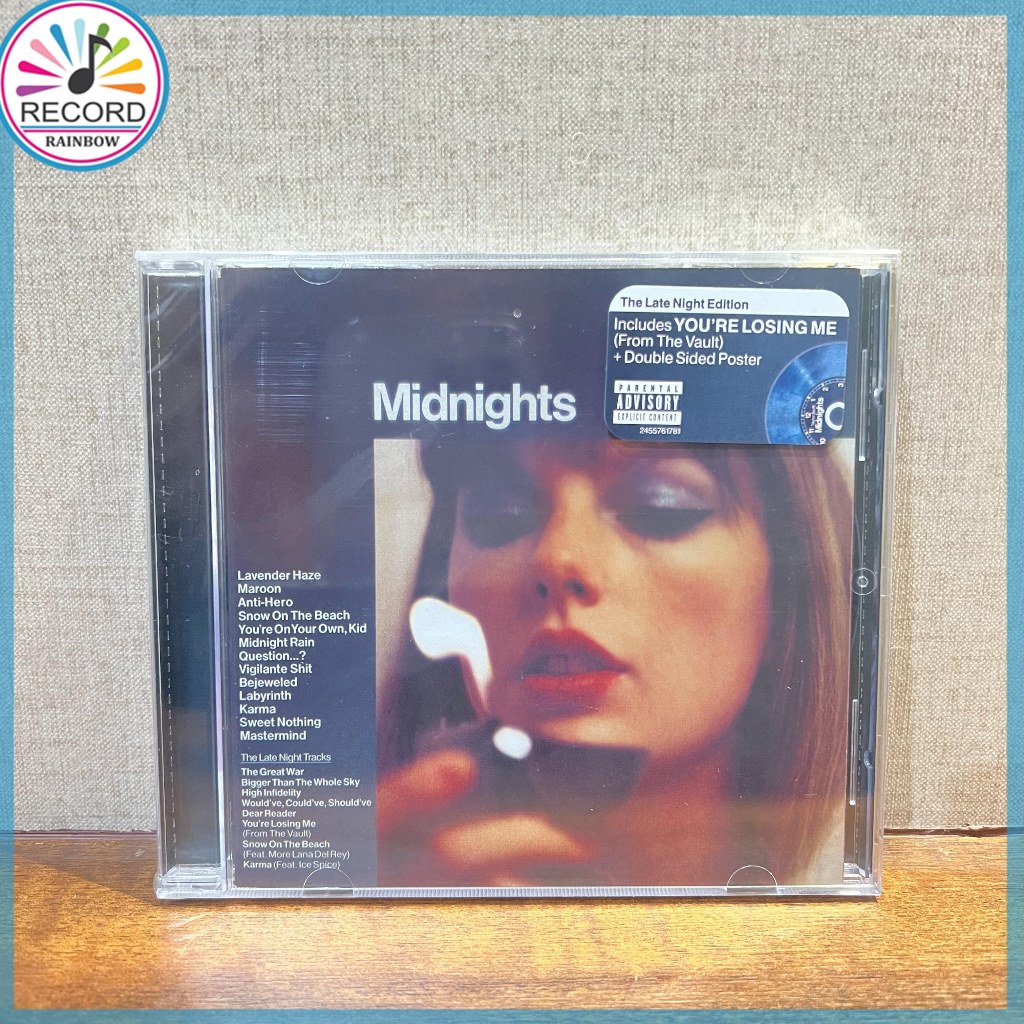 RECORD
RAINBOW
The Late Night Edition
Includes YOU'RE LOSING ME
(From The Vault)
+ Double Sided Poster
PARENTAL
ADVISORY
EXPLICIT CONTENT
2455761781
Midnights
Midnights
Lavender Haze
Maroon
Anti-Hero
Snow On The Beach
You're On Your Own, Kid
Midnight Rain
Question...?
Vigilante Shit
Bejeweled
Labyrinth
Karma
Sweet Nothing
Mastermind
The Late Night Tracks
The Great War
Bigger Than The Whole Sky
High Infidelity
Would've, Could've, Should've
Dear Reader
You're Losing Me
(From The Vault)
Snow On The Beach
(Feat. More Lana Del Rey)
Karma (Feat. Ice Spice)